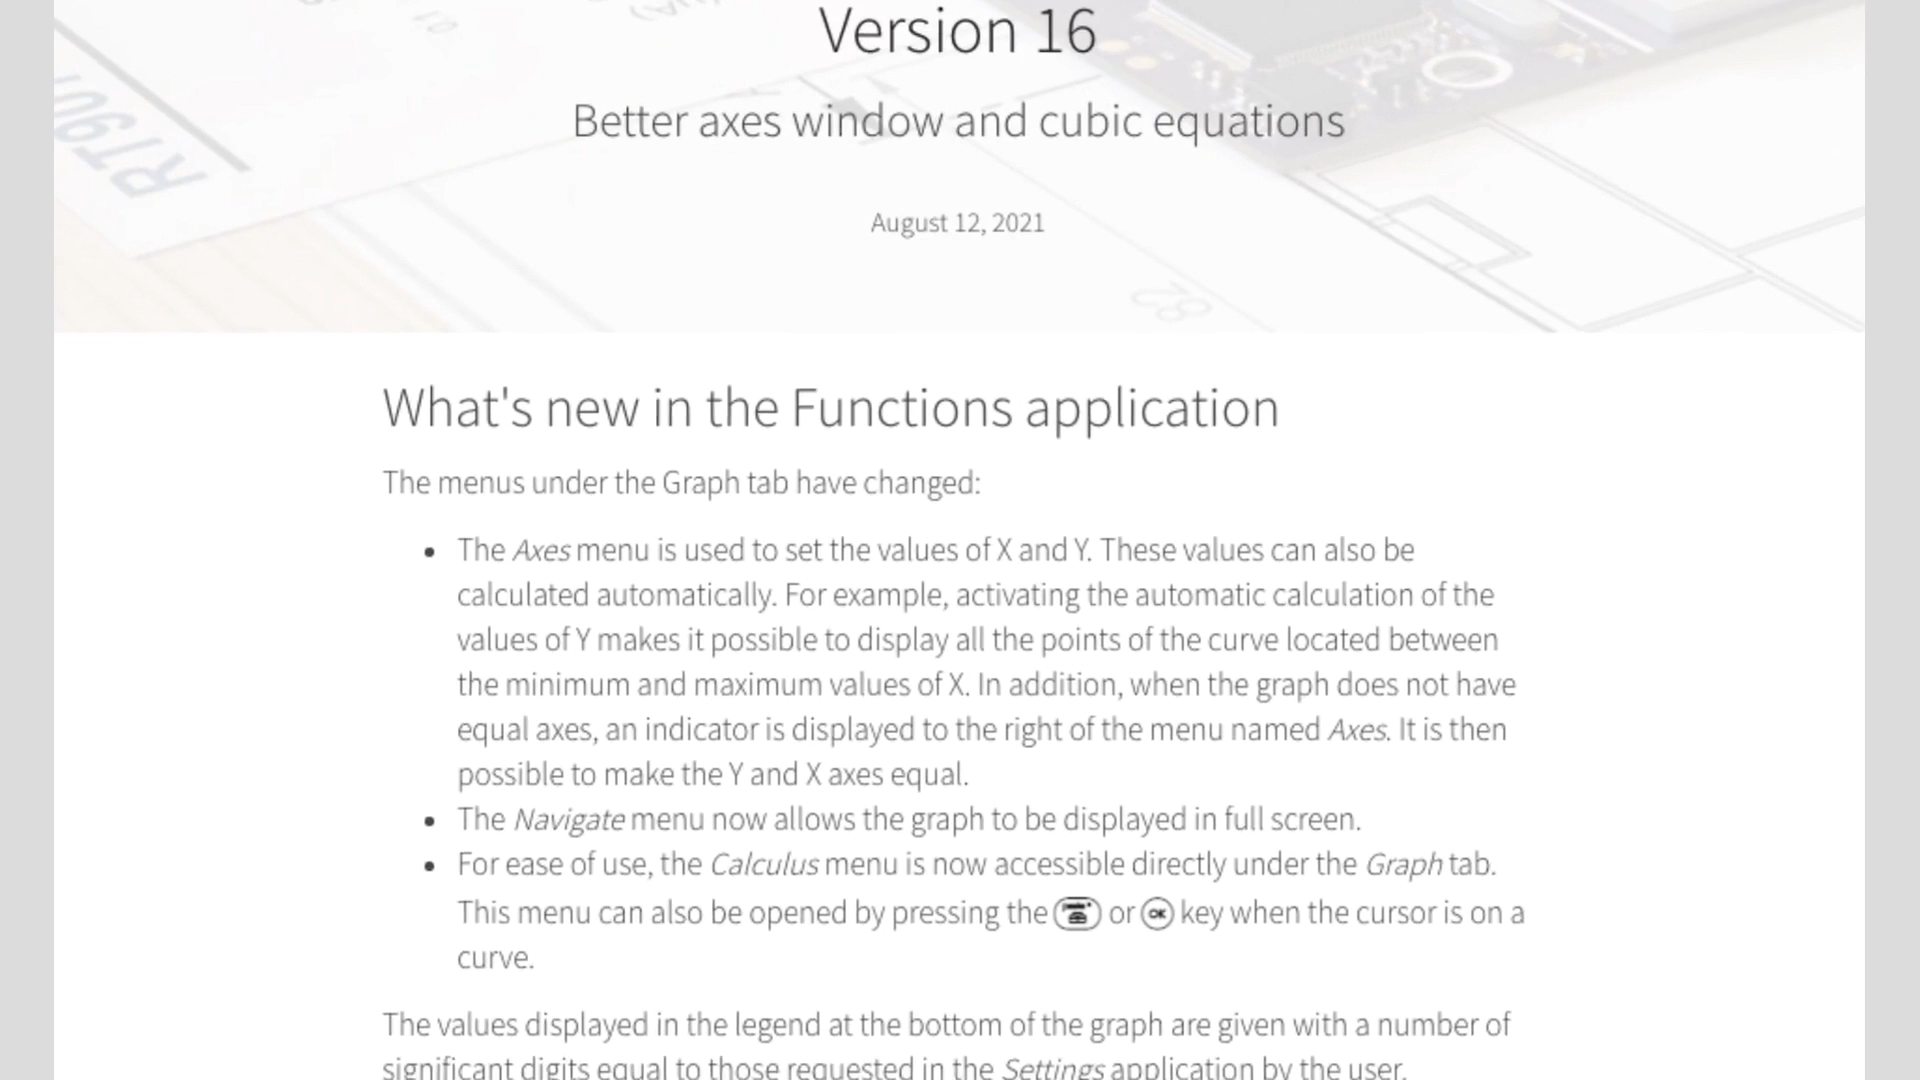 Version 16
Better axes window and cubic equations
RT9U
August 12, 2021
82
What's new in the Functions application
The menus under the Graph tab have changed:
• The Axes menu is used to set the values of X and Y. These values can also be
calculated automatically. For example, activating the automatic calculation of the
values of Y makes it possible to display all the points of the curve located between
the minimum and maximum values of X. In addition, when the graph does not have
equal axes, an indicator is displayed to the right of the menu named Axes. It is then
possible to make the Y and X axes equal.
• The Navigate menu now allows the graph to be displayed in full screen.
• For ease of use, the Calculus menu is now accessible directly under the Graph tab.
This menu can also be opened by pressing the or OK key when the cursor is on a
curve.
The values displayed in the legend at the bottom of the graph are given with a number of
significant digits equal to those requested in the Settings application by the user.